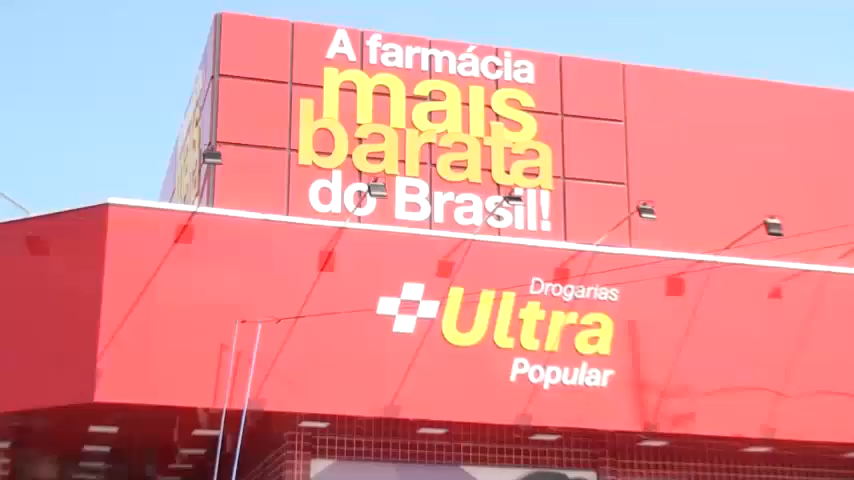 A farmácia
mais
barata
do Brasil!
Drogarias
Ultra
Popular